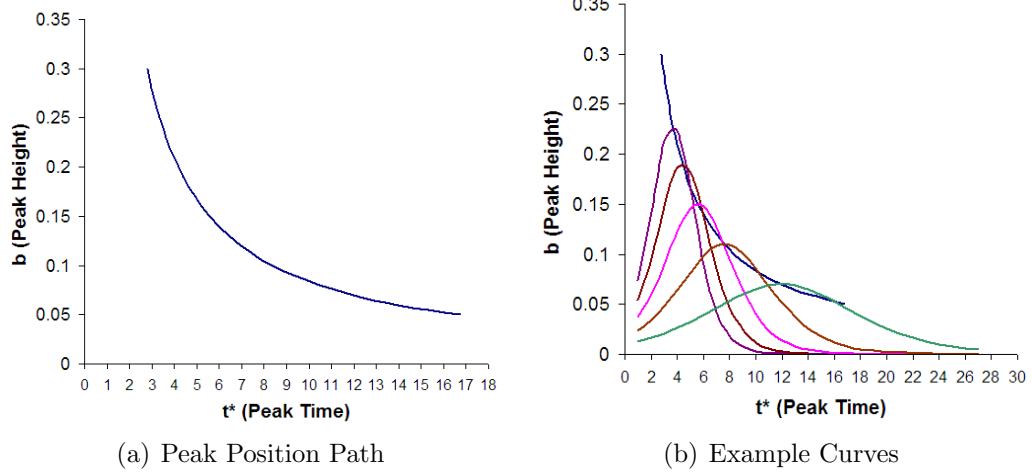 0.35
0.3
0.25
0.2
0.15
0.1
0.05
0
b (Peak Height)
0 1 2 3 4 5 6 7 8 9 10 11 12 13 14 15 16 17 18
t* (Peak Time)
(a) Peak Position Path
0.35
0.3
0.25
0.2
0.15
0.1
0.05
0
b (Peak Height)
0 2 4 6 8 10 12 14 16 18 20 22 24 26 28 30
t* (Peak Time)
(b) Example Curves